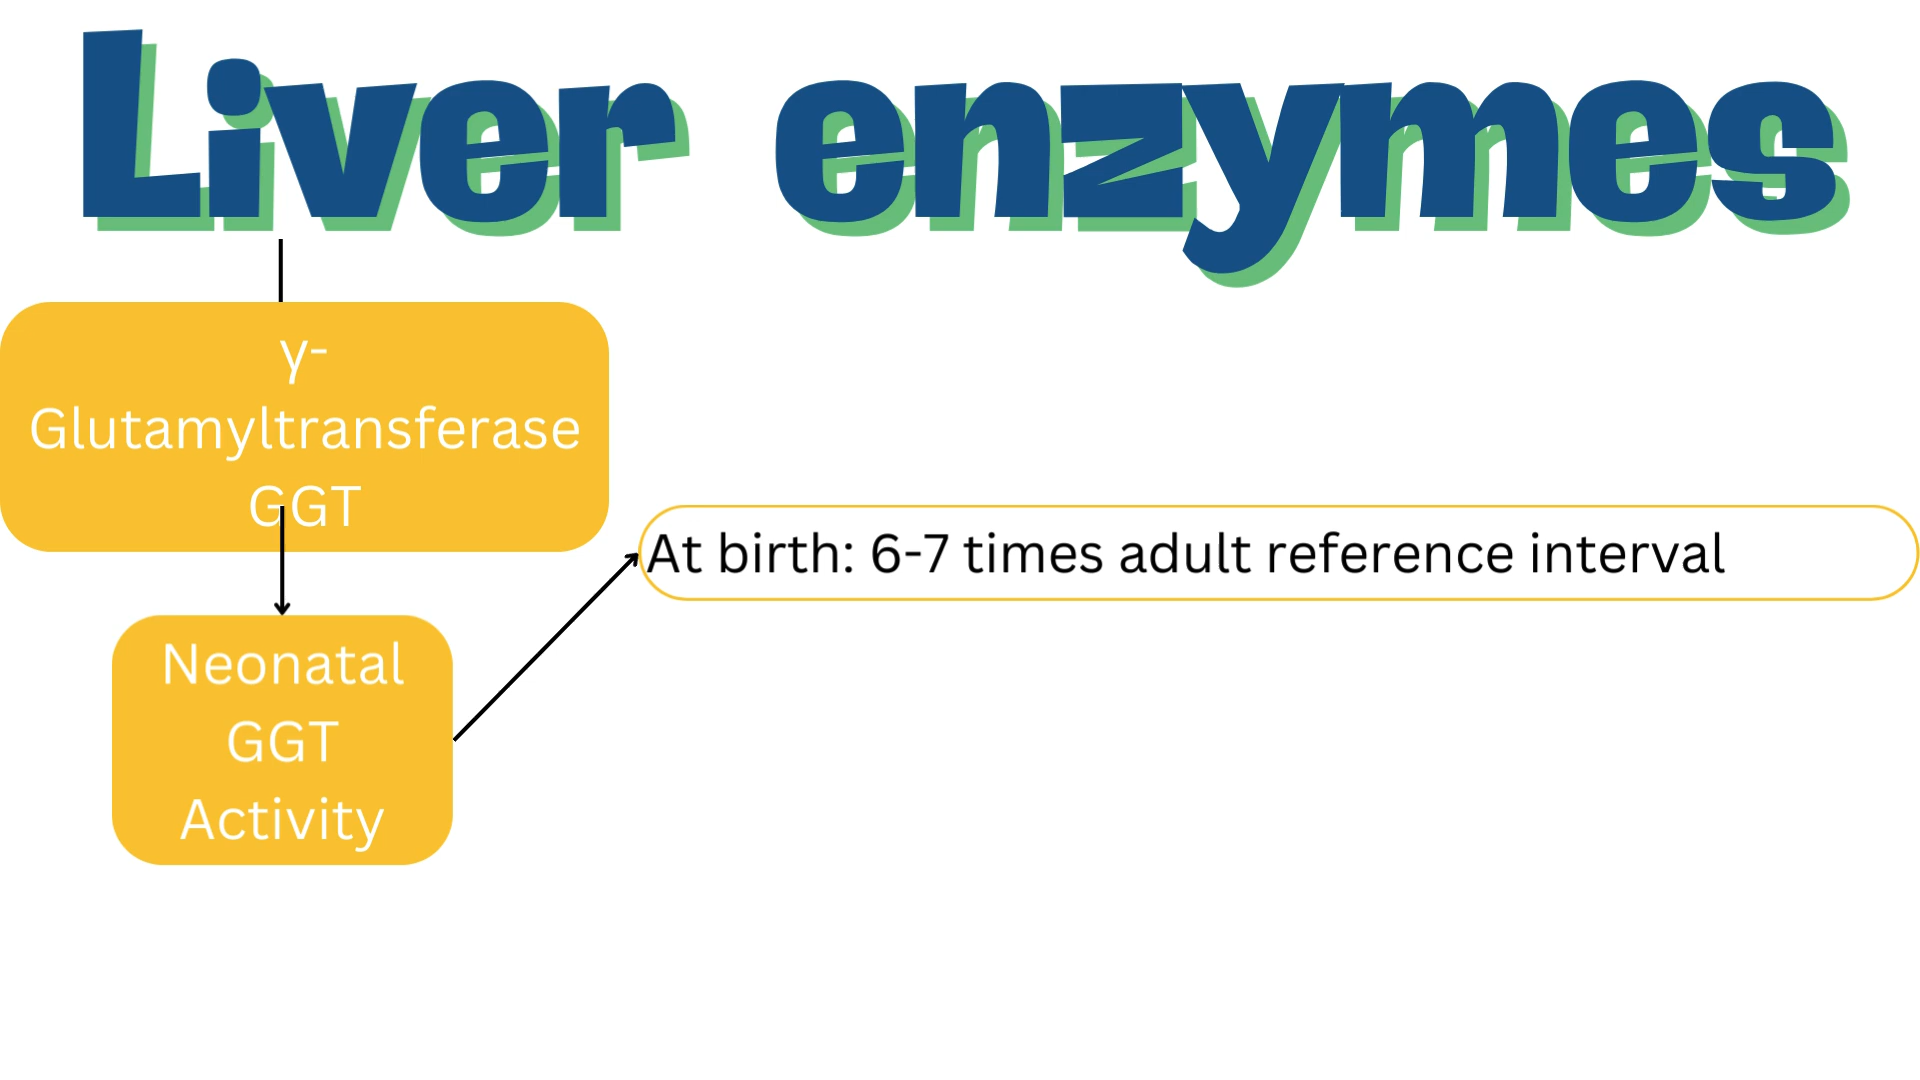 Liver enzymes
γ-
Glutamyltransferase
GGT
At birth: 6-7 times adult reference interval
Neonatal
GGT
Activity